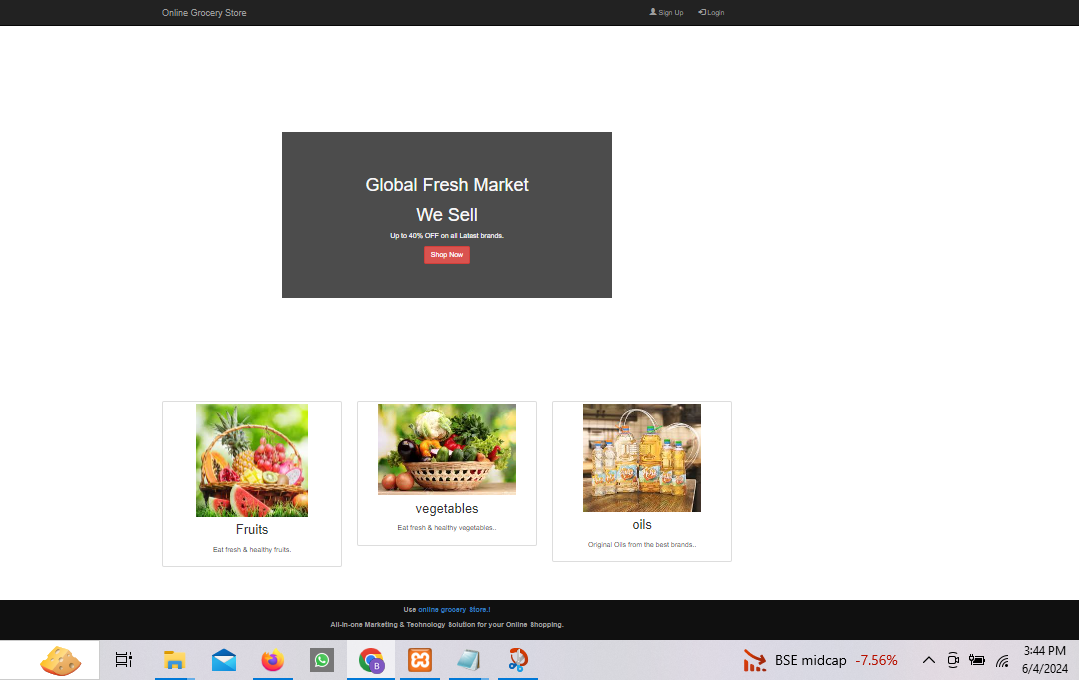 Online Grocery Store
Sign Up
Login
Global Fresh Market
We Sell
Up to 40% OFF on all Latest brands.
Shop Now
Fruits
Eat fresh & healthy fruits.
vegetables
Eat fresh & healthy vegetables..
oils
Original Oils from the best brands..
Use online grocery Store.!
All-in-one Marketing & Technology Solution for your Online Shopping.
B
BSE midcap -7.56%
3:44 PM
6/4/2024